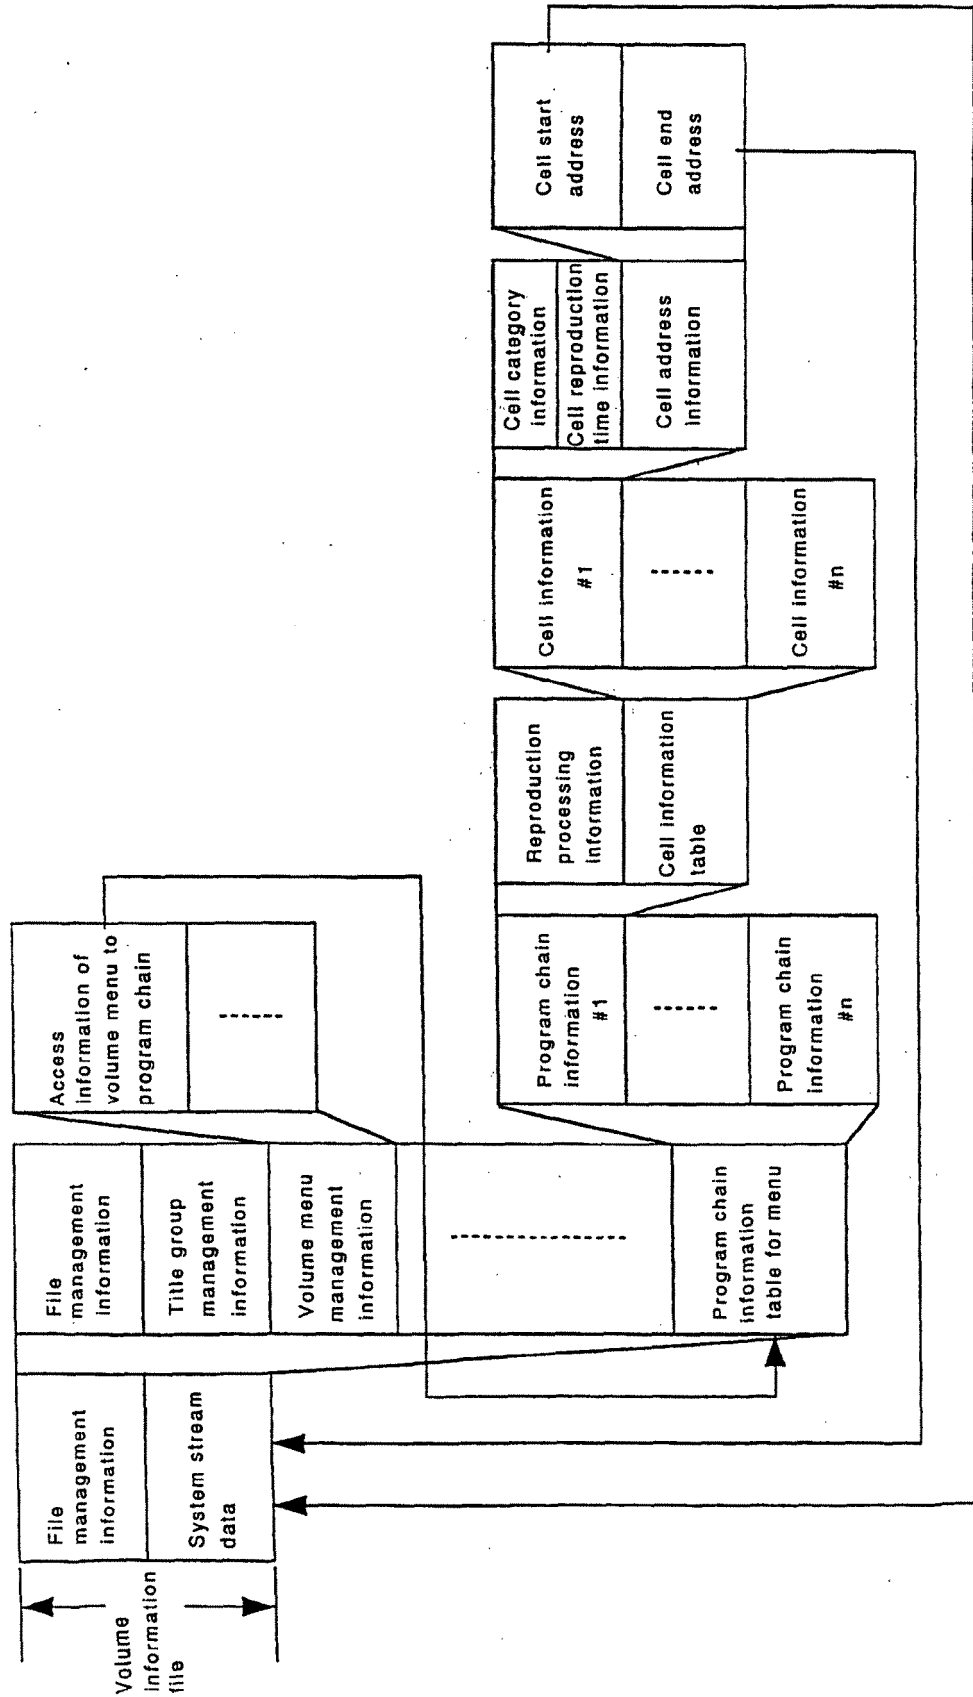 Volume
information
file
File
management
information
System stream
data
File
management
information
Title group
management
information
Volume menu
management
information
Program chain
information
table for menu
Access
information of
volume menu to
program chain
Program chain
information
#1
Program chain
information
#n
Reproduction
processing
information
Cell information
table
Cell information
#1
Cell information
#n
Cell category
information
Cell reproduction
time information
Cell address
information
Cell start
address
Cell end
address